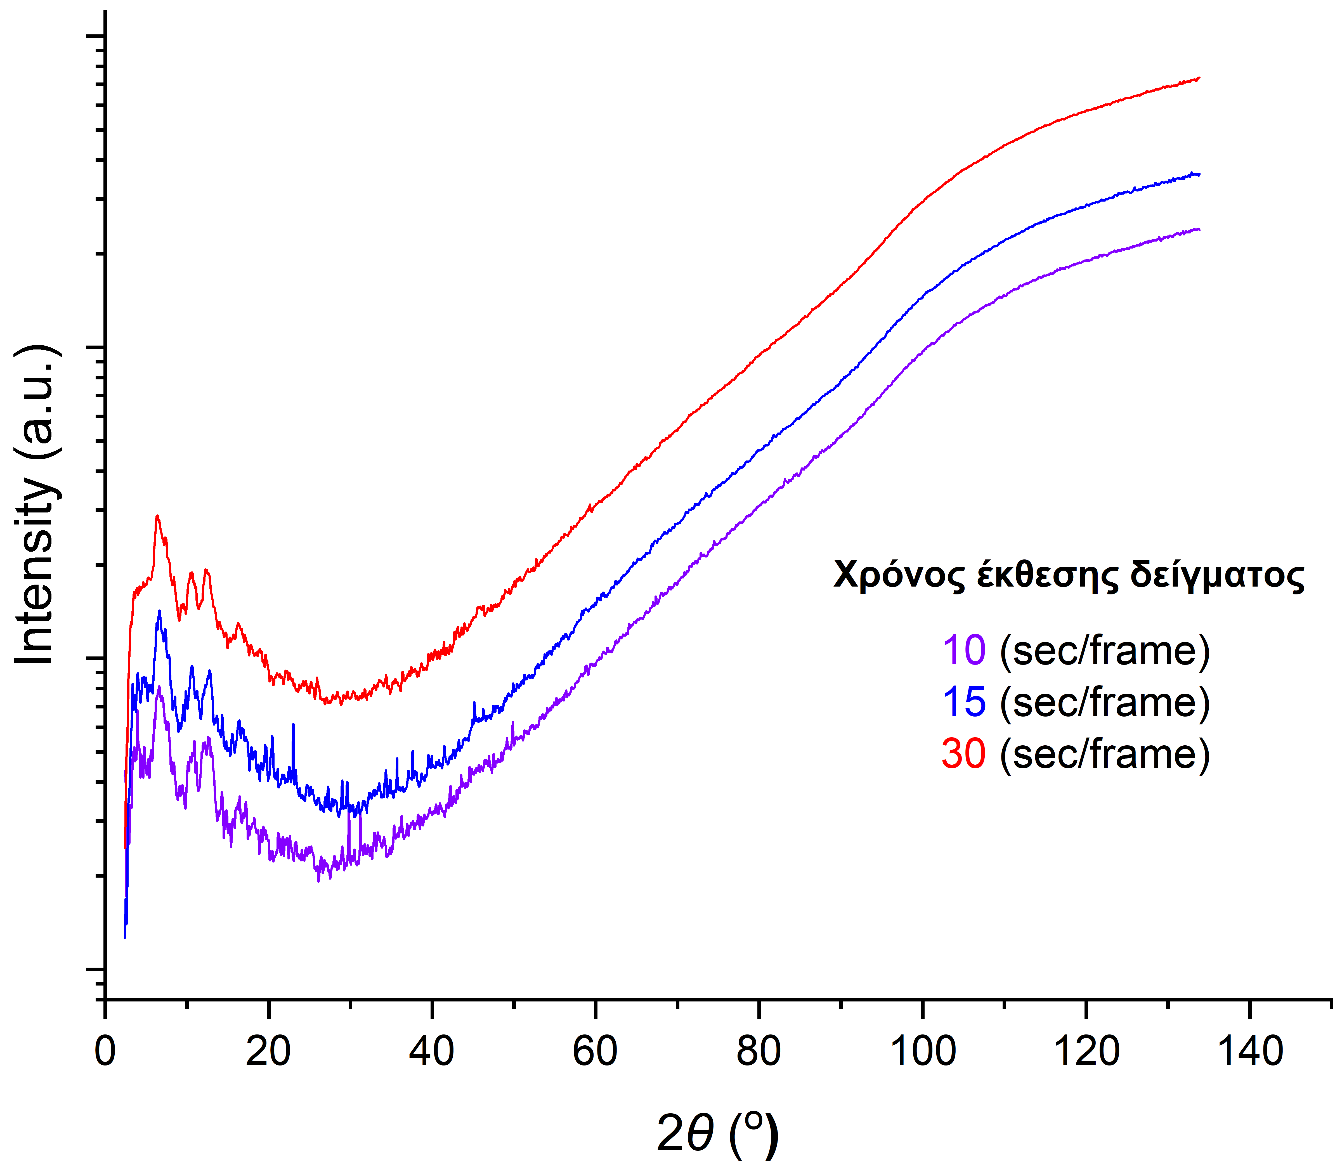 Intensity (a.u.)
Χρόνος έκθεσης δείγματος
10 (sec/frame)
15 (sec/frame)
30 (sec/frame)
0 20 40 60 80 100 120 140
2θ (º)